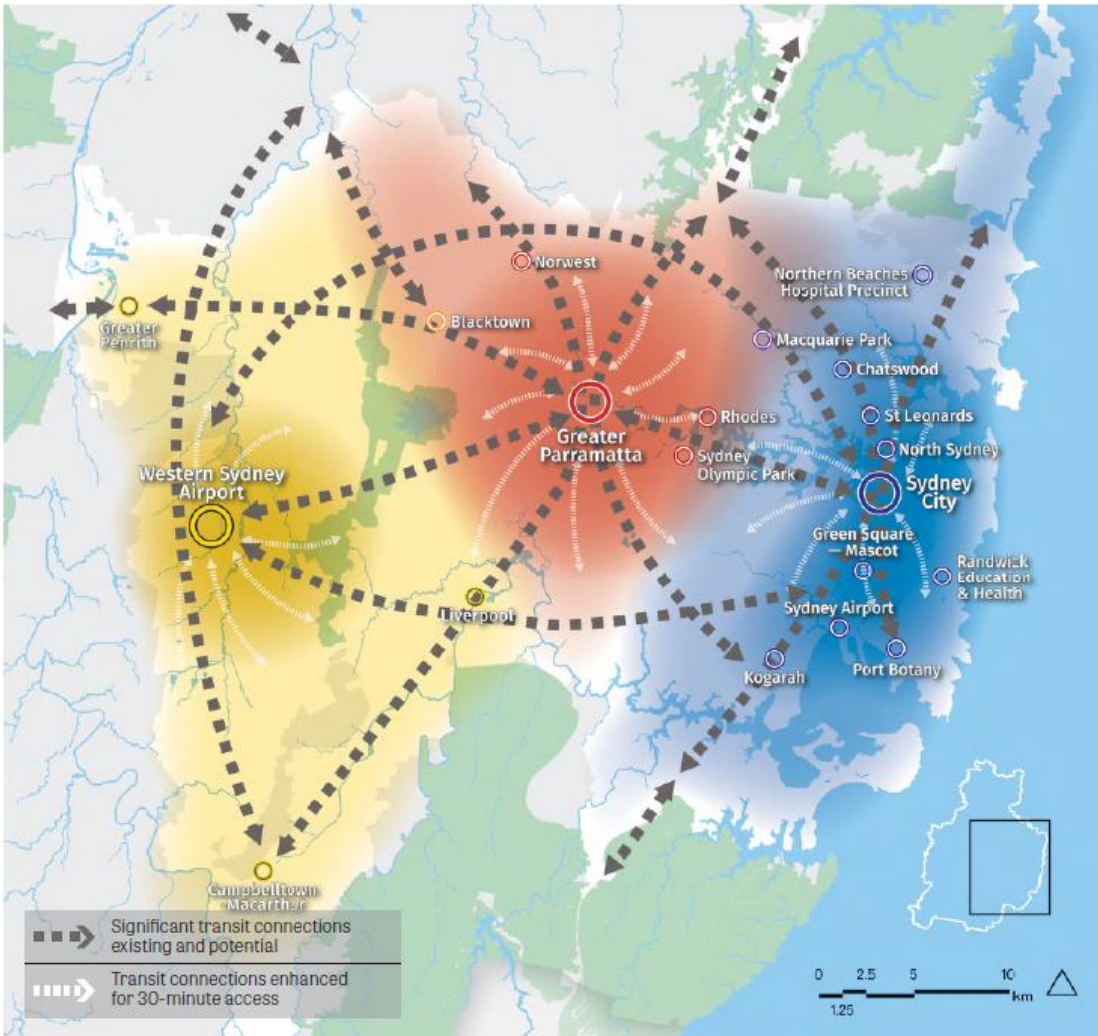 Norwest
Northern Beaches
Hospital Precinct
Greater
Penrith
Blacktown
Macquarie Park
Chatswood
Rhodes
St Leonards
Greater
Parramatta
Sydney
Olympic Park
North Sydney
Western Sydney
Airport
Sydney
City
Green Square
— Mascot
Randwick
Education
& Health
Liverpool
Sydney Airport
Kogarah
Port Botany
Campbelltown
Macarthur
Significant transit connections
existing and potential
Transit connections enhanced
for 30-minute access
0 2.5 5 10
km
1.25